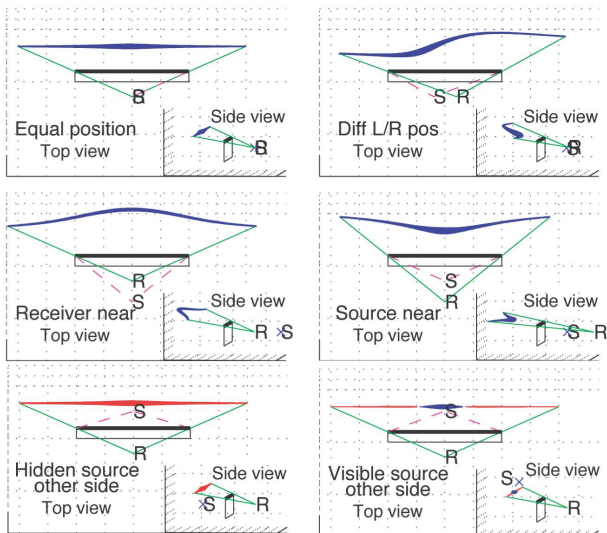 S
R
Side view
Equal position
Top view
S
R
S R
Side view
Diff L/R pos
Top view
S
R
R
S
Side view
Receiver near
Top view
R
S
S
R
Side view
Source near
Top view
S
R
S
R
Hidden source
other side
Side view
Top view
S
R
S
R
Visible source
other side
Side view
Top view
S
R